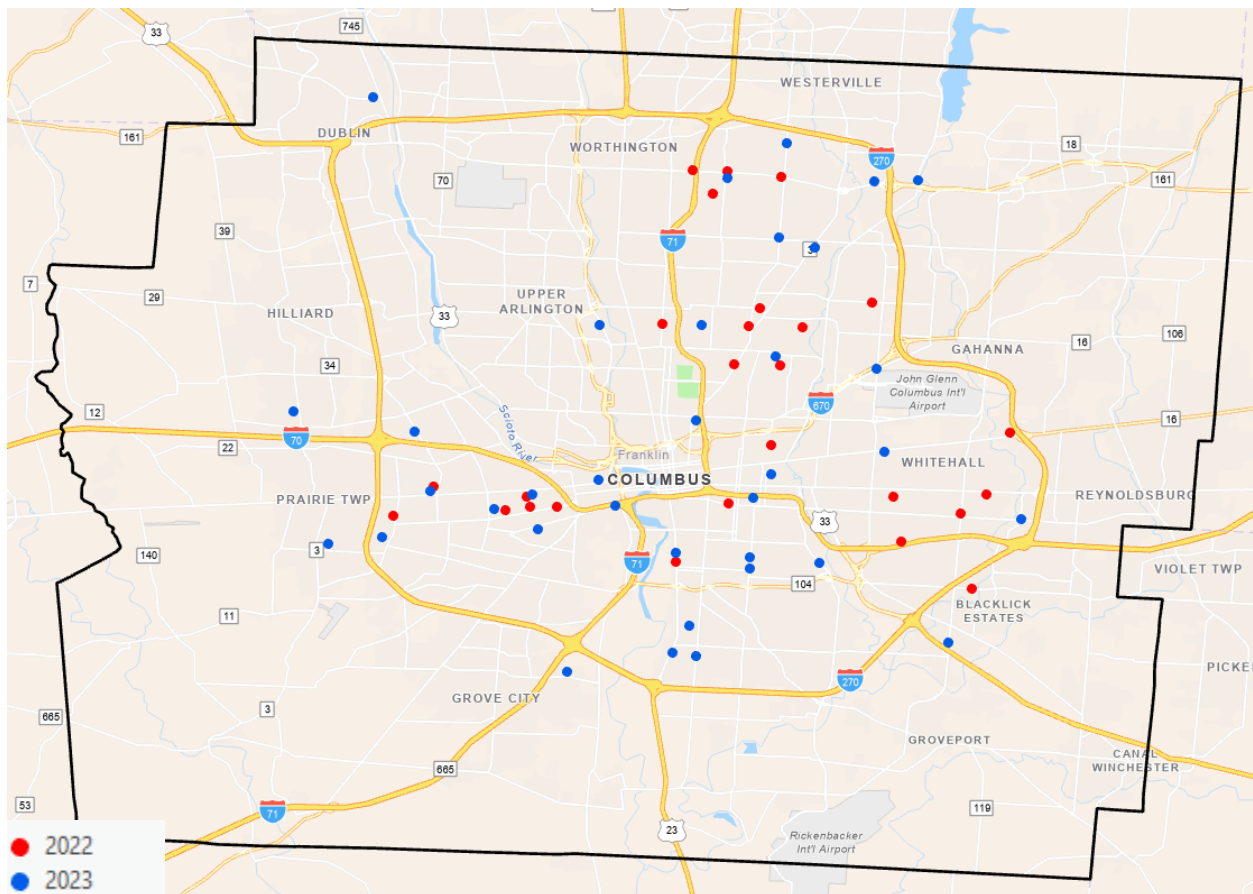 745
33
WESTERVILLE
161
DUBLIN
WORTHINGTON
18
270
70
161
39
71
3
7
29
UPPER
ARLINGTON
HILLIARD
33
106
16
GAHANNA
34
John Glenn
Columbus Int'l
Airport
670
12
Scioto River
16
70
22
Franklin
WHITEHALL
COLUMBUS
PRAIRIE TWP
REYNOLDSBURG
33
140
3
71
104
VIOLET TWP
BLACKLICK
ESTATES
11
PICKE
270
GROVE CITY
3
665
GROVEPORT
CANAL
WINCHESTER
665
53
71
119
23
Rickenbacker
Int'l Airport
2022
2023